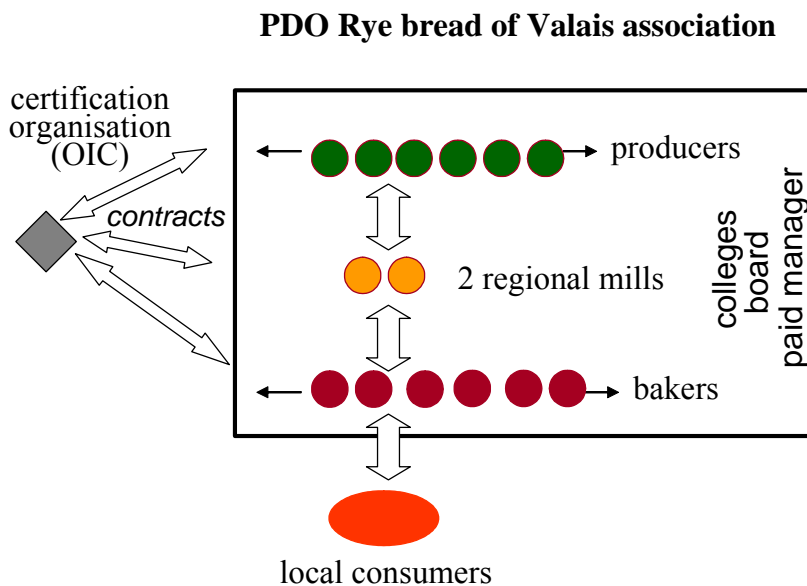 PDO Rye bread of Valais association
certification
organisation
(OIC)
contracts
producers
2 regional mills
bakers
colleges
board
paid manager
local consumers